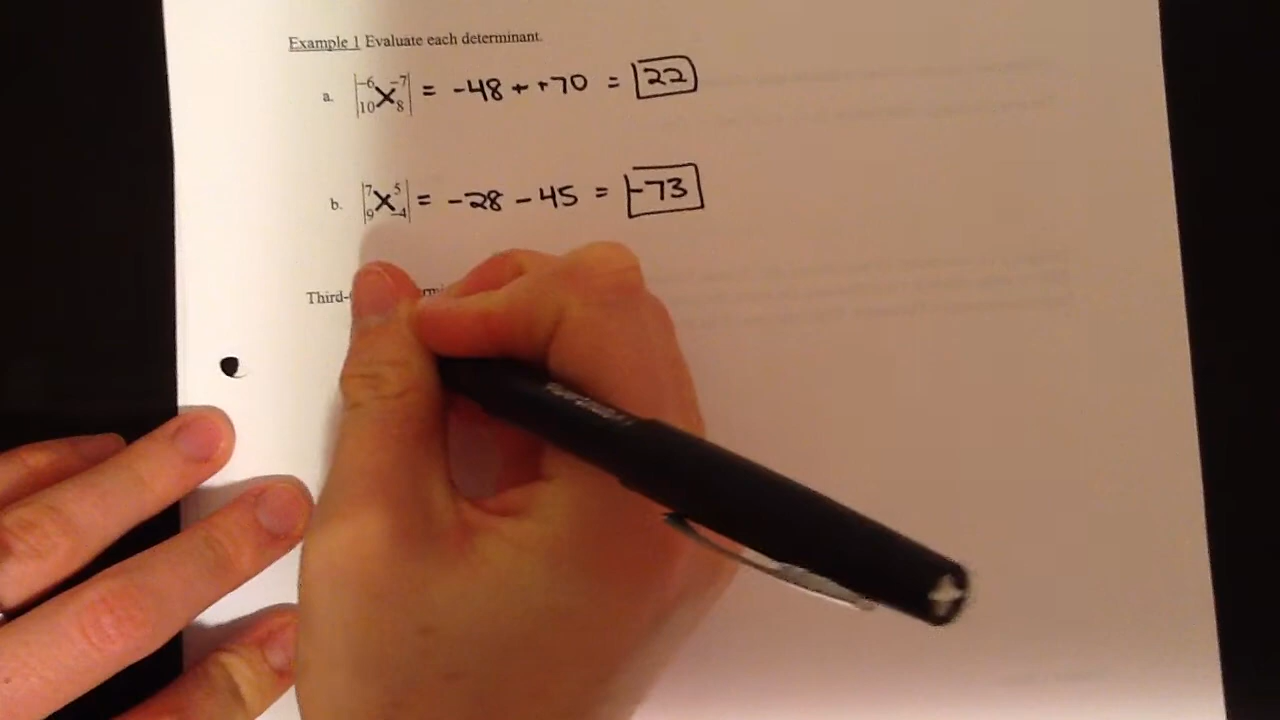 Example 1 Evaluate each determinant.
a. |-6 -7| = -48 + +70 = 22
|10 8|
b. |7 5| = -28 - 45 = -73
|9 -4|
Third-